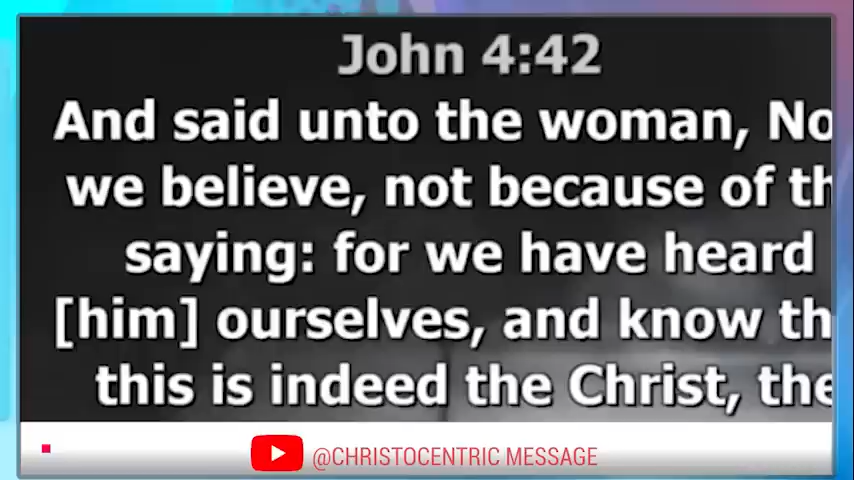 John 4:42
And said unto the woman, No
we believe, not because of th
saying: for we have heard
[him] ourselves, and know th
this is indeed the Christ, the
@CHRISTOCENTRIC MESSAGE